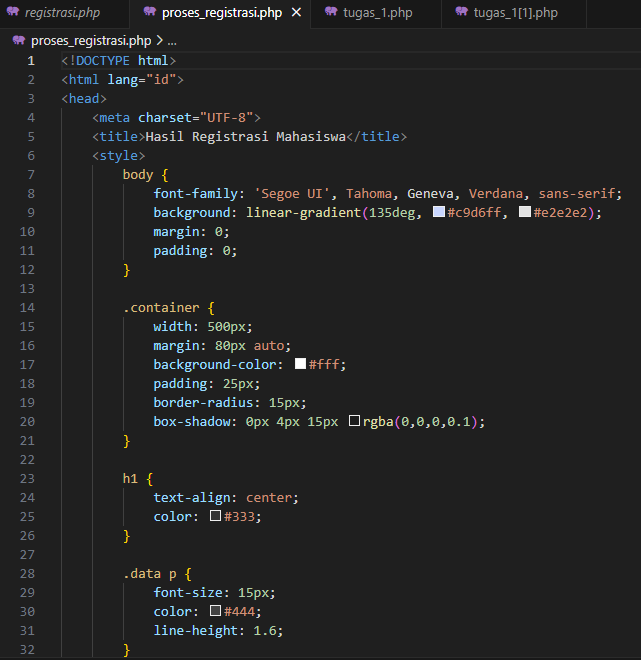 registrasi.php
proses_registrasi.php ×
tugas_1.php
tugas_1[1].php
proses_registrasi.php > ...
1 <!DOCTYPE html>
2 <html lang="id">
3 <head>
4 <meta charset="UTF-8">
5 <title>Hasil Registrasi Mahasiswa</title>
6 <style>
7 body {
8 font-family: 'Segoe UI', Tahoma, Geneva, Verdana, sans-serif;
9 background: linear-gradient(135deg, #c9d6ff, #e2e2e2);
10 margin: 0;
11 padding: 0;
12 }
13
14 .container {
15 width: 500px;
16 margin: 80px auto;
17 background-color: #fff;
18 padding: 25px;
19 border-radius: 15px;
20 box-shadow: 0px 4px 15px rgba(0,0,0,0.1);
21 }
22
23 h1 {
24 text-align: center;
25 color: #333;
26 }
27
28 .data p {
29 font-size: 15px;
30 color: #444;
31 line-height: 1.6;
32 }